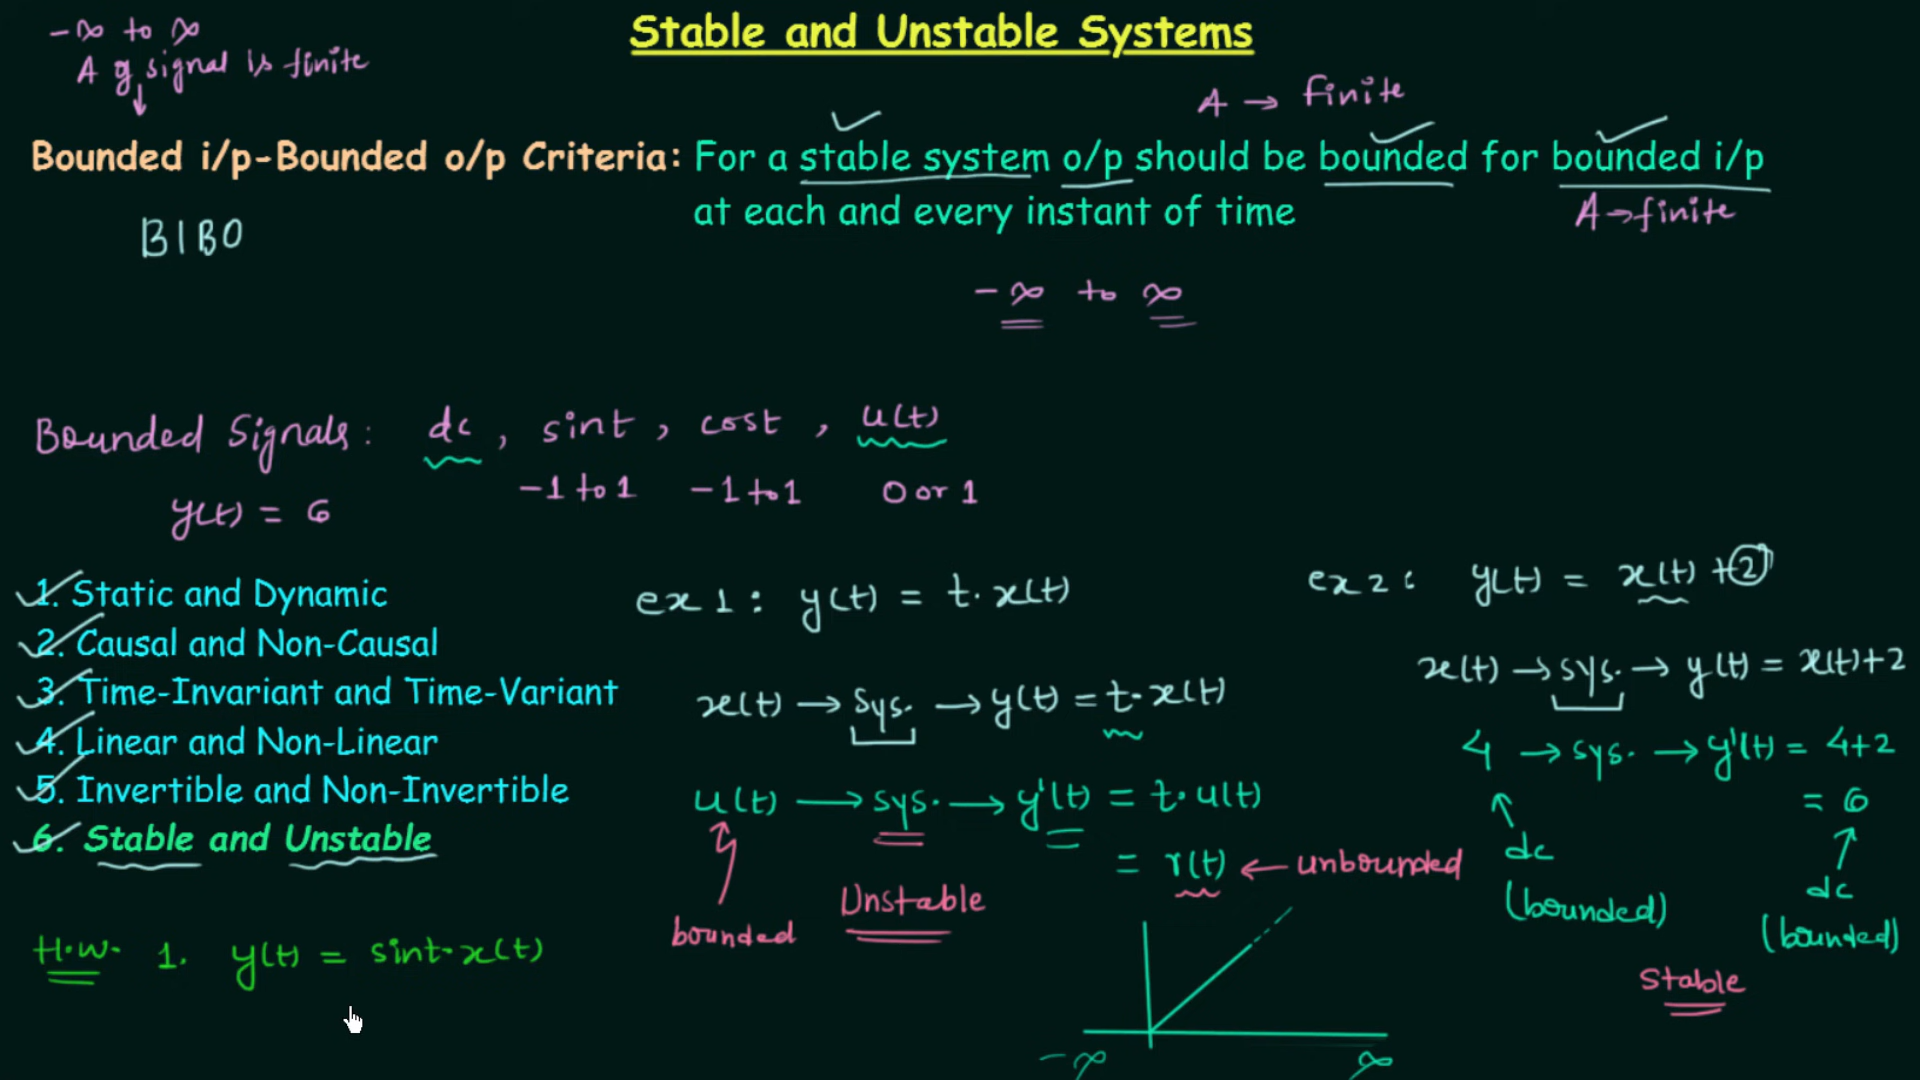 Stable and Unstable Systems
-∞ to ∞
A of signal is finite
A → finite
Bounded i/p-Bounded o/p Criteria: For a stable system o/p should be bounded for bounded i/p
at each and every instant of time
A→finite
BIBO
-∞ to ∞
Bounded Signals: dc, sint, cost, u(t)
-1 to 1 -1 to 1 0 or 1
y(t) = 6
1. Static and Dynamic
2. Causal and Non-Causal
3. Time-Invariant and Time-Variant
4. Linear and Non-Linear
5. Invertible and Non-Invertible
6. Stable and Unstable
H.W. 1. y(t) = sint·x(t)
ex 1: y(t) = t·x(t)
x(t) → Sys. → y(t) = t·x(t)
u(t) → sys. → y'(t) = t·u(t)
= r(t) ← unbounded
bounded
Unstable
-∞ ∞
ex 2: y(t) = x(t) + 2
x(t) → sys. → y(t) = x(t)+2
4 → sys. → y'(t) = 4+2
= 6
dc
(bounded)
dc
(bounded)
Stable